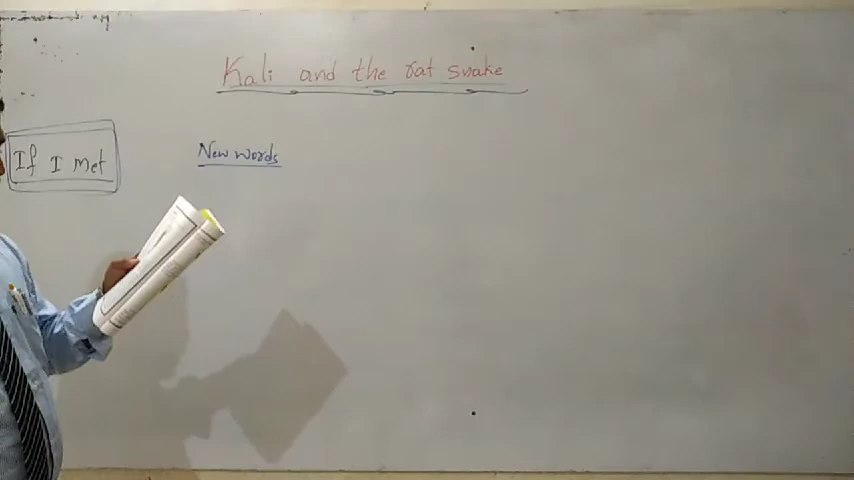 Kali and the rat snake
If I met
New words